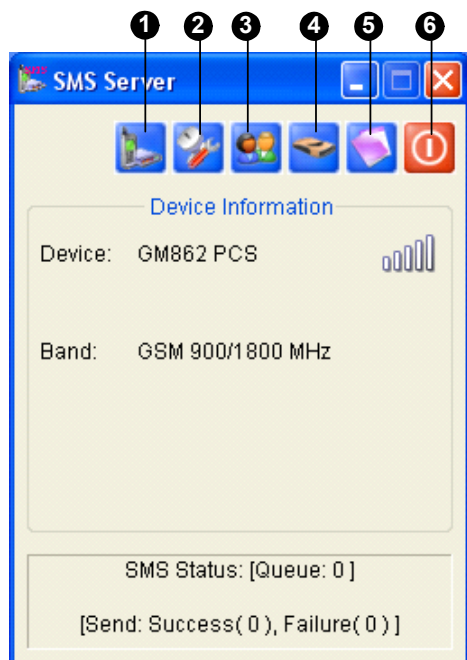 1 2 3 4 5 6
SMS Server
Device Information
Device: GM862 PCS
Band: GSM 900/1800 MHz
SMS Status: [Queue: 0 ]
[Send: Success( 0 ), Failure( 0 ) ]